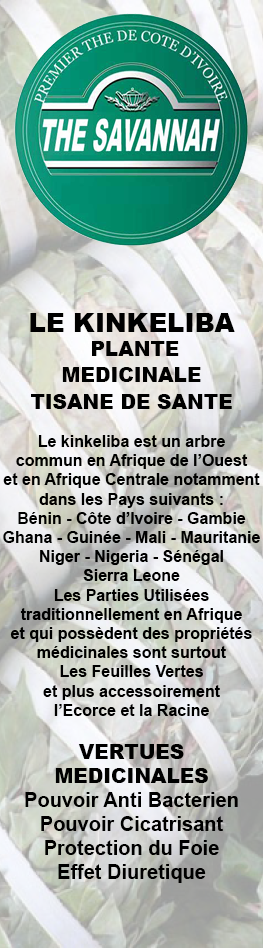 PREMIER THE DE COTE D'IVOIRE
THE SAVANNAH
LE KINKELIBA
PLANTE
MEDICINALE
TISANE DE SANTE
Le kinkeliba est un arbre
commun en Afrique de l'Ouest
et en Afrique Centrale notamment
dans les Pays suivants :
Bénin - Côte d'Ivoire - Gambie
Ghana - Guinée - Mali - Mauritanie
Niger - Nigeria - Sénégal
Sierra Leone
Les Parties Utilisées
traditionnellement en Afrique
et qui possèdent des propriétés
médicinales sont surtout
Les Feuilles Vertes
et plus accessoirement
l'Ecorce et la Racine
VERTUES
MEDICINALES
Pouvoir Anti Bacterien
Pouvoir Cicatrisant
Protection du Foie
Effet Diuretique